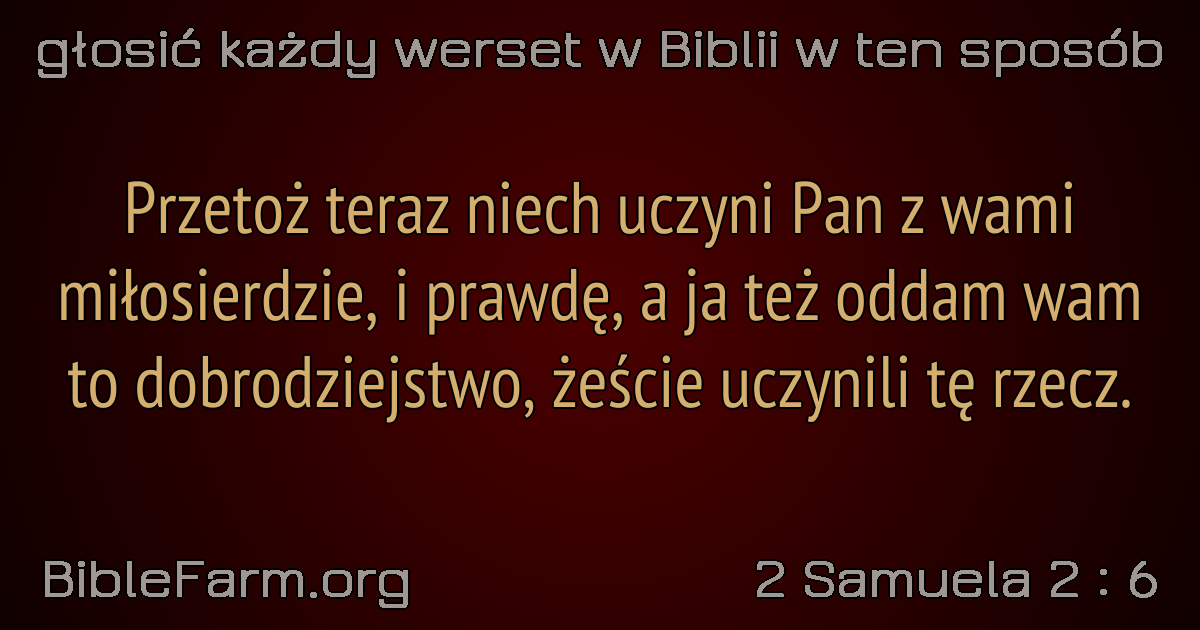 głosić każdy werset w Biblii w ten sposób
Przetoż teraz niech uczyni Pan z wami
miłosierdzie, i prawdę, a ja też oddam wam
to dobrodziejstwo, żeście uczynili tę rzecz.
BibleFarm.org
2 Samuela 2 : 6